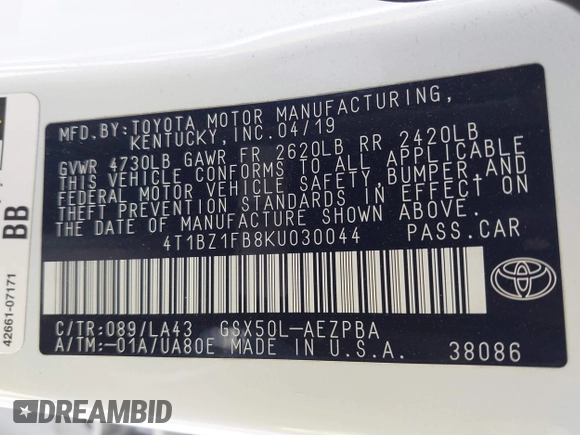 MFD.BY:TOYOTA MOTOR MANUFACTURING,
KENTUCKY,INC.04/19
GVWR 4730LB GAWR FR 2620LB RR 2420LB
THIS VEHICLE CONFORMS TO ALL APPLICABLE
FEDERAL MOTOR VEHICLE SAFETY,BUMPER,AND
THEFT PREVENTION STANDARDS IN EFFECT ON
THE DATE OF MANUFACTURE SHOWN ABOVE.
4T1BZ1FB8KU030044 PASS.CAR
C/TR:089/LA43 GSX50L-AEZPBA
A/TM:-01A/UA80E MADE IN U.S.A. 38086
TOYOTA
42661-07171
BB
DREAMBID